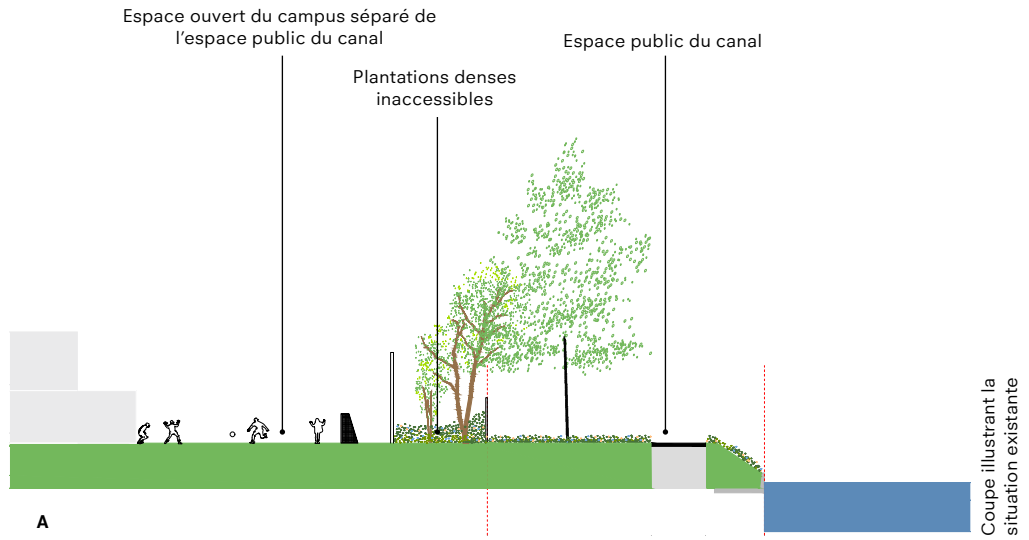 Espace ouvert du campus séparé de
l'espace public du canal
Plantations denses
inaccessibles
Espace public du canal
A
Coupe illustrant la
situation existante